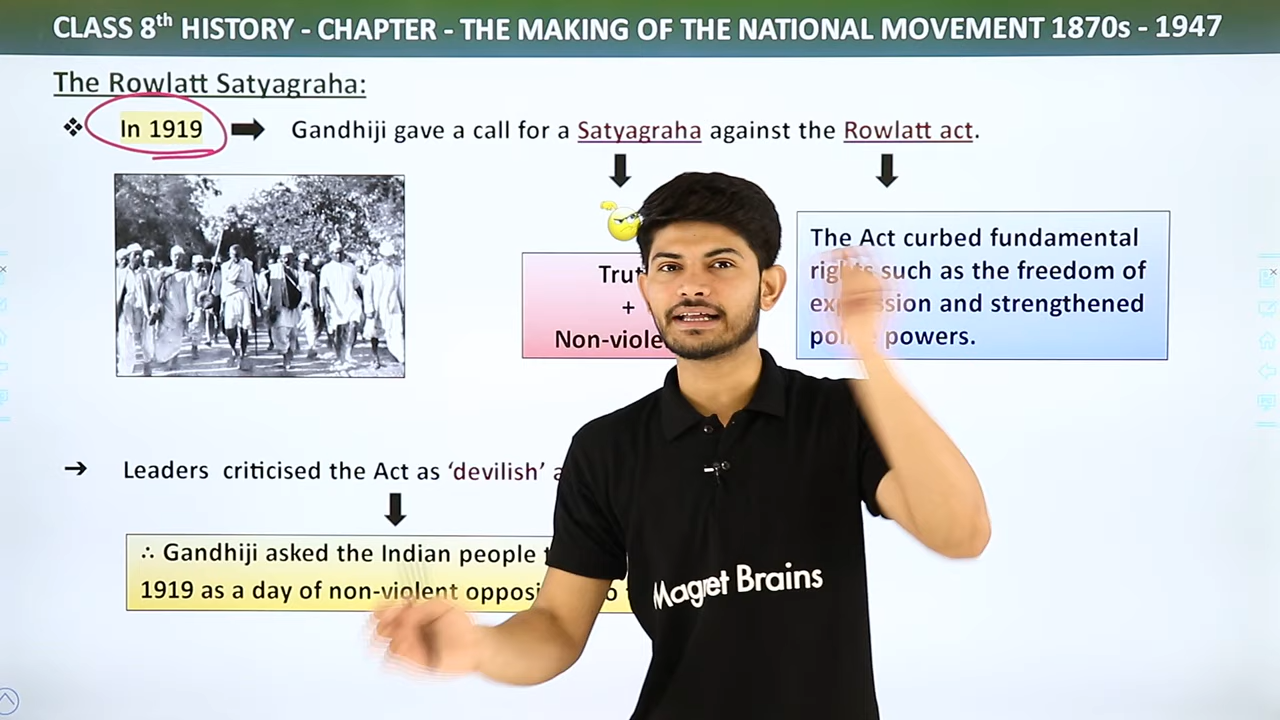 CLASS 8th HISTORY - CHAPTER - THE MAKING OF THE NATIONAL MOVEMENT 1870s - 1947
The Rowlatt Satyagraha:
❖ In 1919 ➡ Gandhiji gave a call for a Satyagraha against the Rowlatt act.
+
The Act curbed fundamental
such as the freedom of
and strengthened
powers.
➔ Leaders criticised the Act as ‘devilish’
∴ Gandhiji asked the Indian people
1919 as a day of non-violent
Magnet Brains